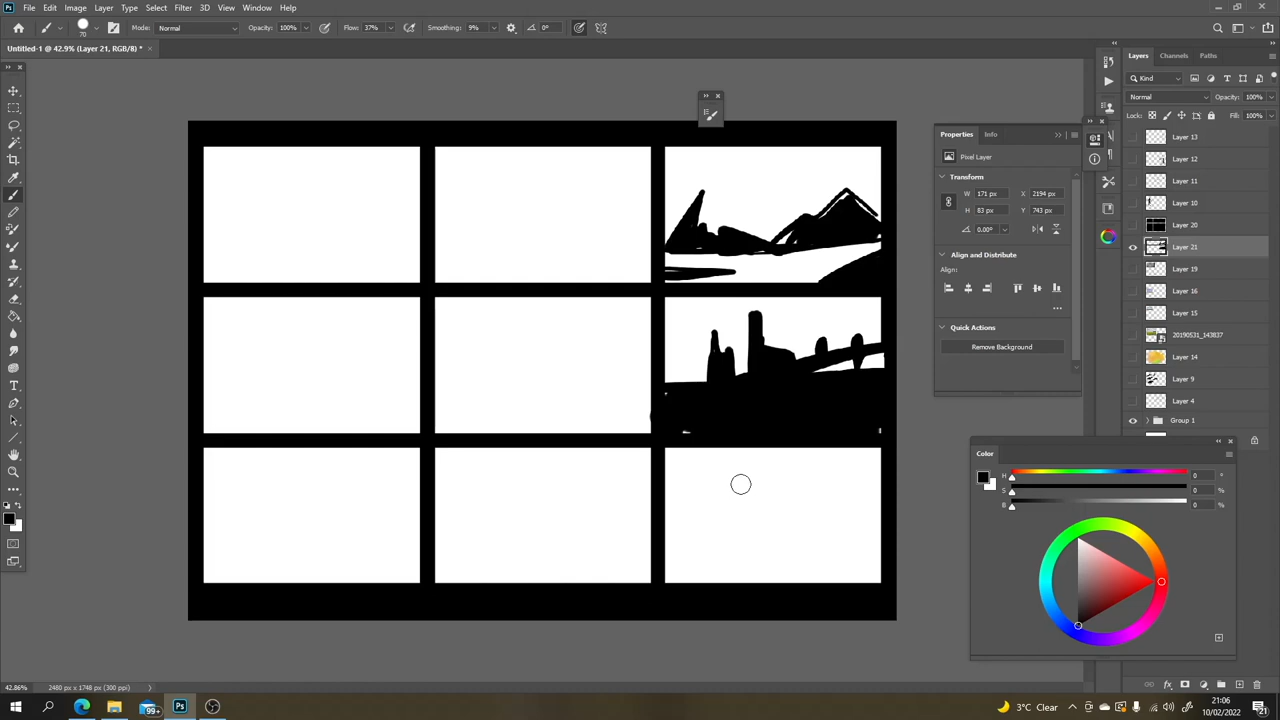 File Edit Image Layer Type Select Filter 3D View Window Help
70 Mode: Normal Opacity: 100% Flow: 37% Smoothing: 9% 0°
Untitled-1 @ 42.9% (Layer 21, RGB/8) *
Layers Channels Paths
Kind
Normal Opacity: 100%
Lock: Fill: 100%
Layer 13
Layer 12
Layer 11
Layer 10
Layer 20
Layer 21
Layer 19
Layer 16
Layer 15
20190531_143837
Layer 14
Layer 9
Layer 4
Group 1
Properties Info
Pixel Layer
Transform
W 171 px X 2194 px
H 83 px Y 743 px
0.00°
Align and Distribute
Align:
Quick Actions
Remove Background
Color
H 0 °
S 0 %
B 0 %
42.86% 2480 px x 1748 px (300 ppi)
99+
3°C Clear
21:06
10/02/2022